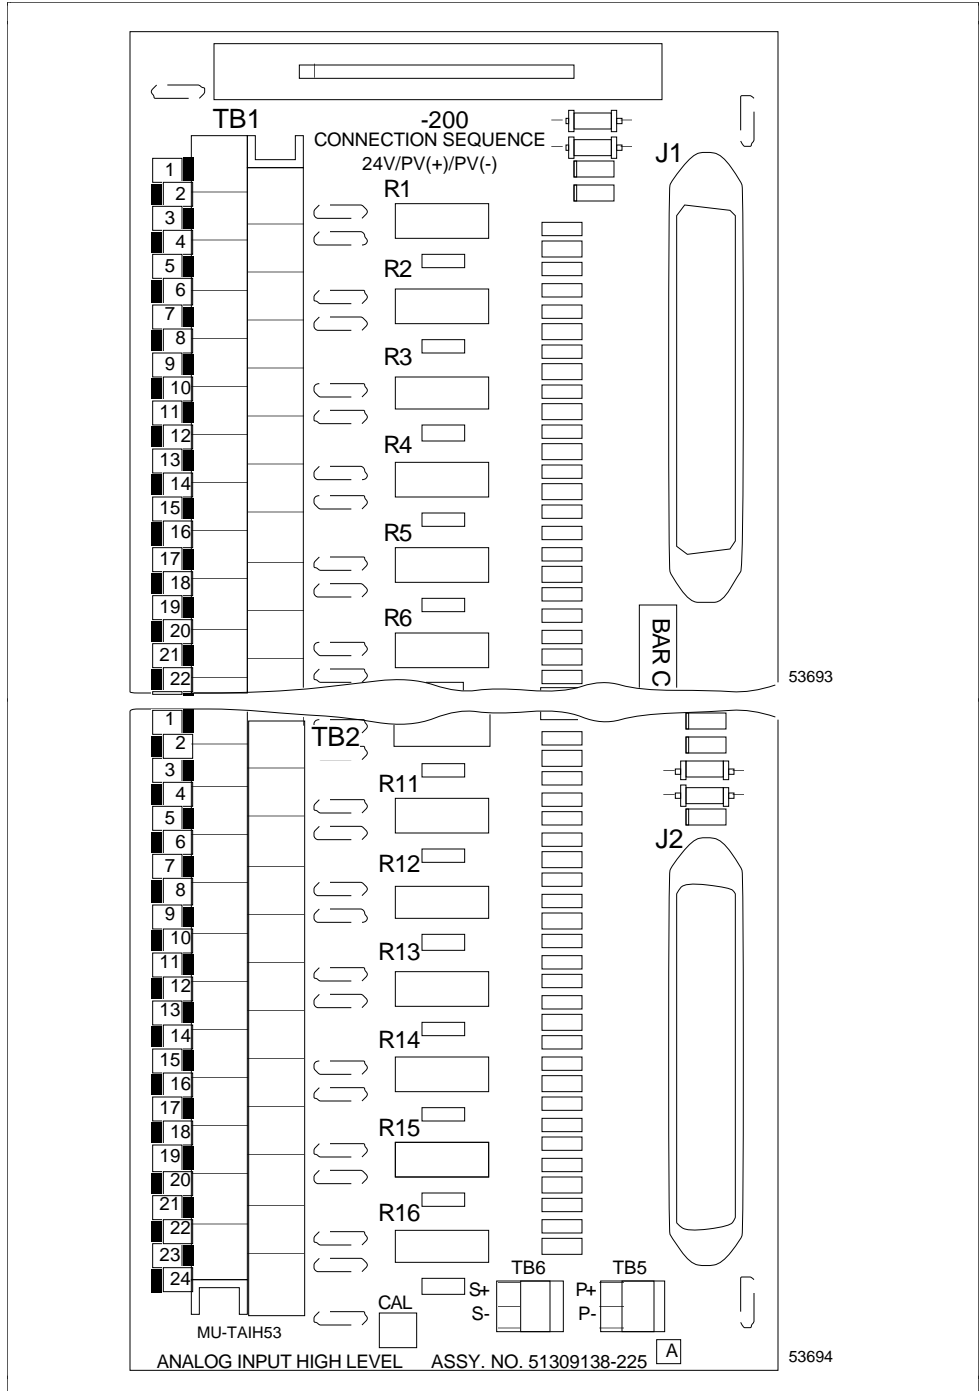 TB1
-200
CONNECTION SEQUENCE
24V/PV(+)/PV(-)
J1
1
2
3
4
5
6
7
8
9
10
11
12
13
14
15
16
17
18
19
20
21
22
R1
R2
R3
R4
R5
R6
BAR C
53693
1
2
3
4
5
6
7
8
9
10
11
12
13
14
15
16
17
18
19
20
21
22
23
24
TB2
R11
R12
R13
R14
R15
R16
J2
TB6
TB5
S+
S-
P+
P-
CAL
MU-TAIH53
ANALOG INPUT HIGH LEVEL ASSY. NO. 51309138-225 A
53694